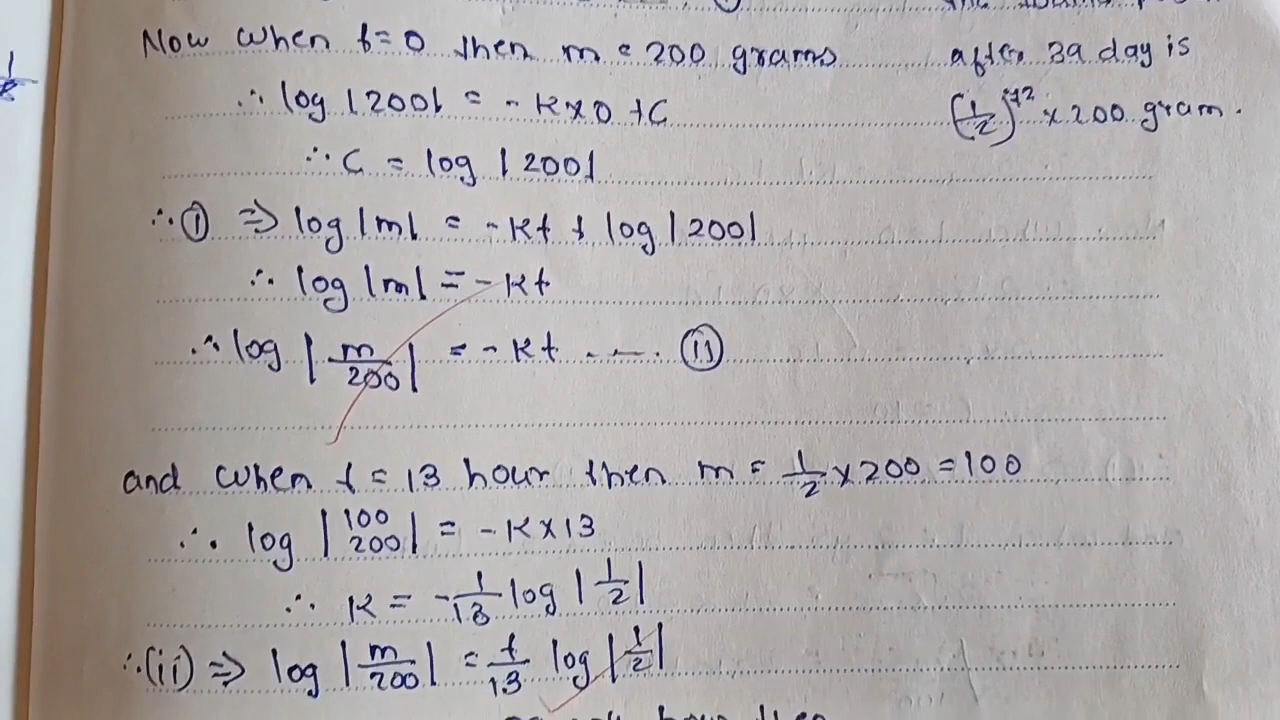 Now when t=0 then m = 200 grams
∴ log |200| = -K×0 +C
∴ C = log |200|
∴ (i) ⇒ log |m| = -Kt + log |200|
∴ log |m| = -Kt
∴ log |m/200| = -Kt ------ (ii)
and when t = 13 hour then m = 1/2 × 200 = 100
∴ log |100/200| = -K×13
∴ K = -1/13 log |1/2|
∴ (ii) ⇒ log |m/200| = t/13 log |1/2|
hour then
after 39 day is
(1/2)^72 × 200 gram.